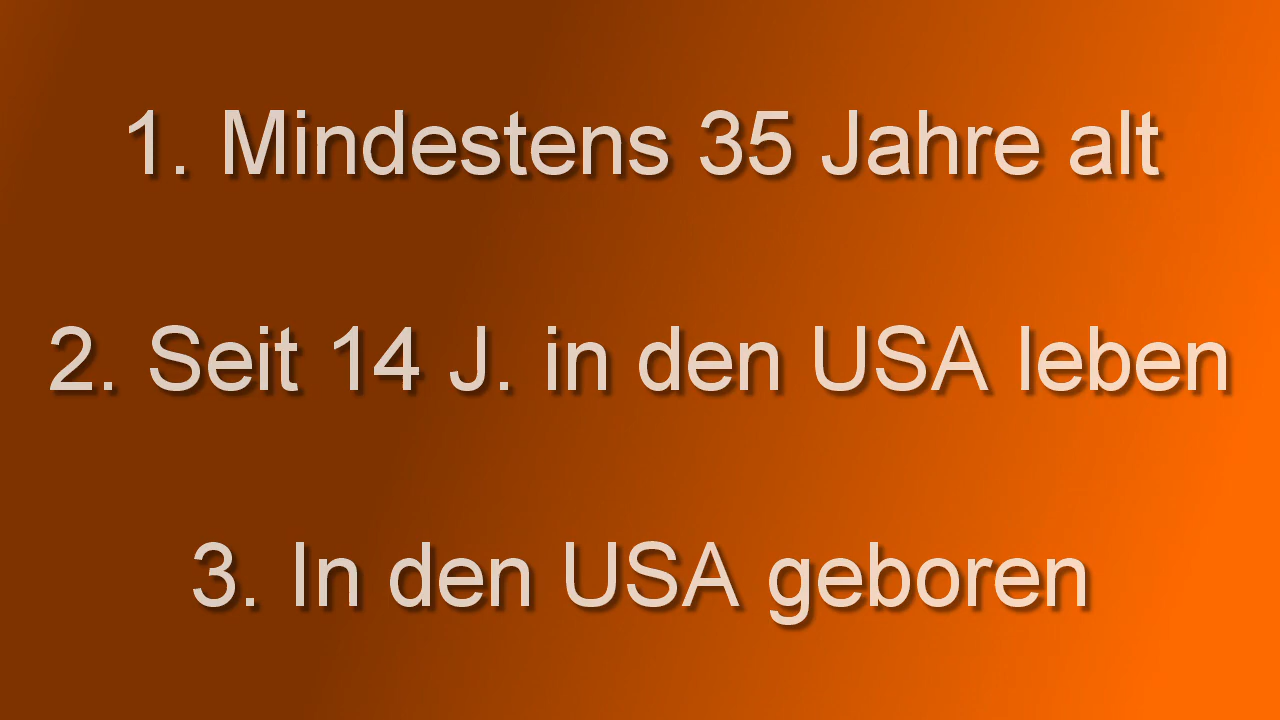 1. Mindestens 35 Jahre alt
2. Seit 14 J. in den USA leben
3. In den USA geboren